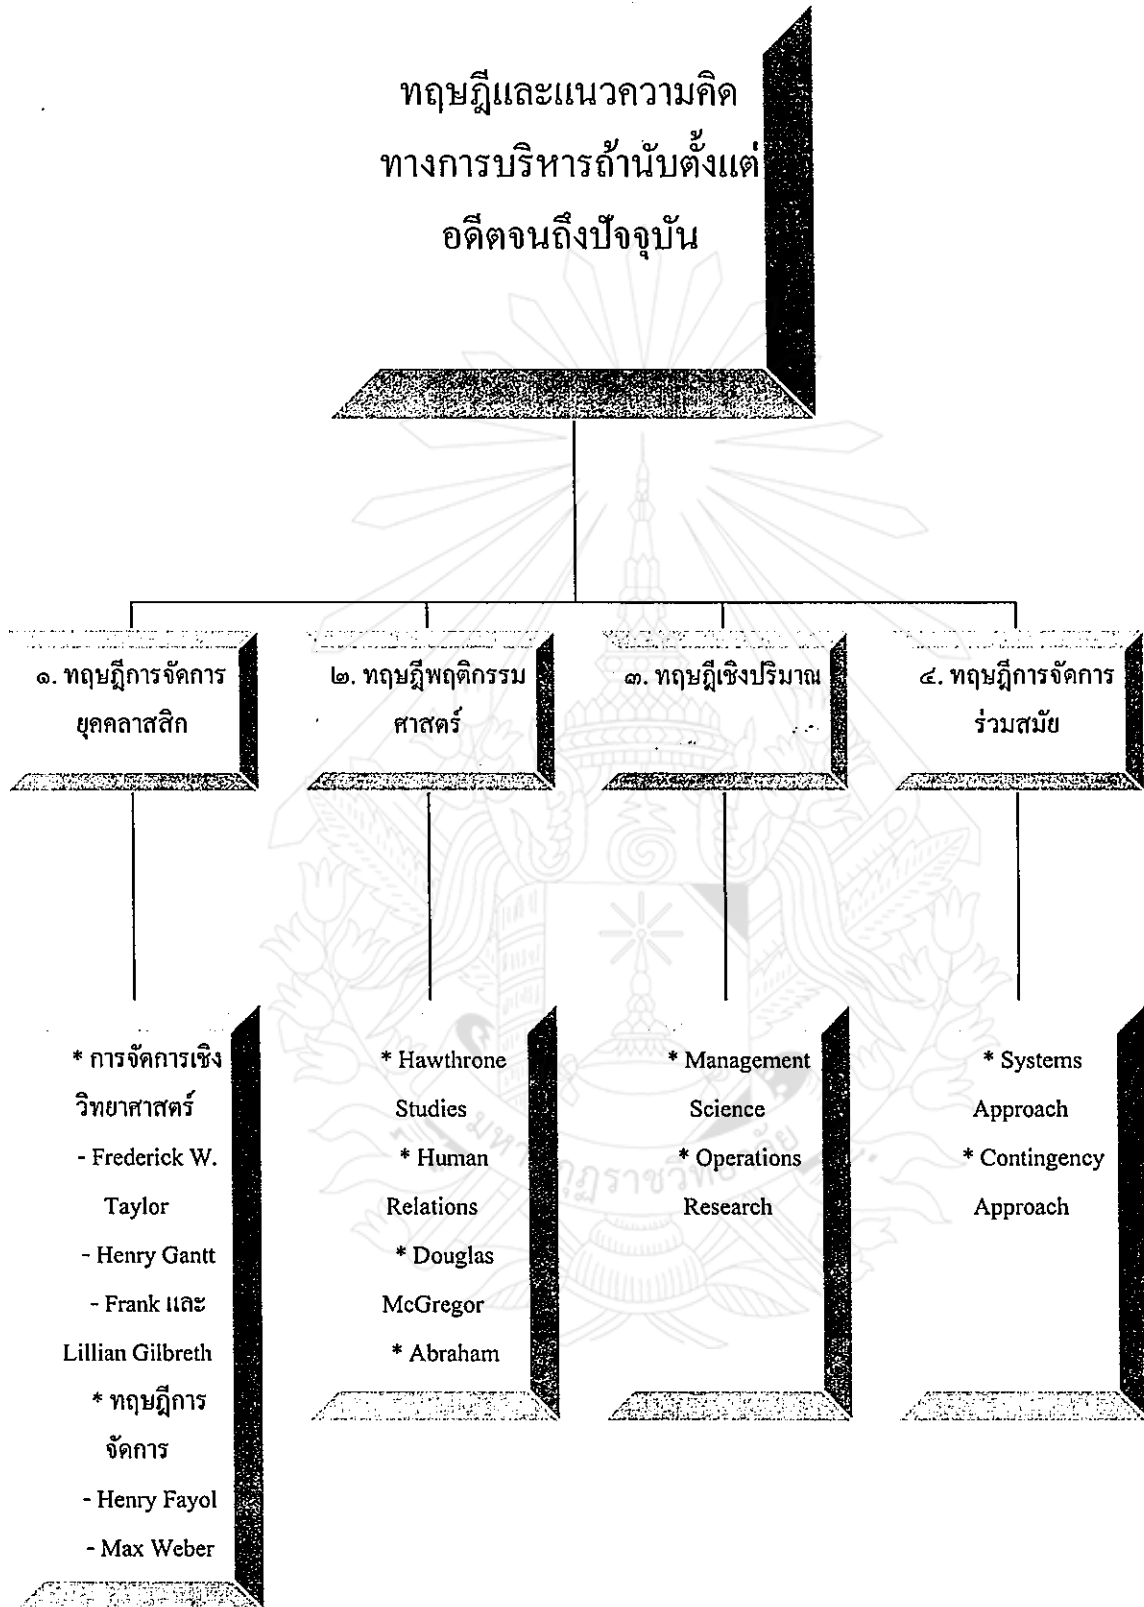 ทฤษฎีและแนวความคิด
ทางการบริหารถ้านับตั้งแต่
อดีตจนถึงปัจจุบัน
๑. ทฤษฎีการจัดการ
ยุคคลาสสิก
๒. ทฤษฎีพฤติกรรม
ศาสตร์
๓. ทฤษฎีเชิงปริมาณ
๔. ทฤษฎีการจัดการ
ร่วมสมัย
* การจัดการเชิง
วิทยาศาสตร์
- Frederick W.
Taylor
- Henry Gantt
- Frank และ
Lillian Gilbreth
* ทฤษฎีการ
จัดการ
- Henry Fayol
- Max Weber
* Hawthrone
Studies
* Human
Relations
* Douglas
McGregor
* Abraham
* Management
Science
* Operations
Research
* Systems
Approach
* Contingency
Approach